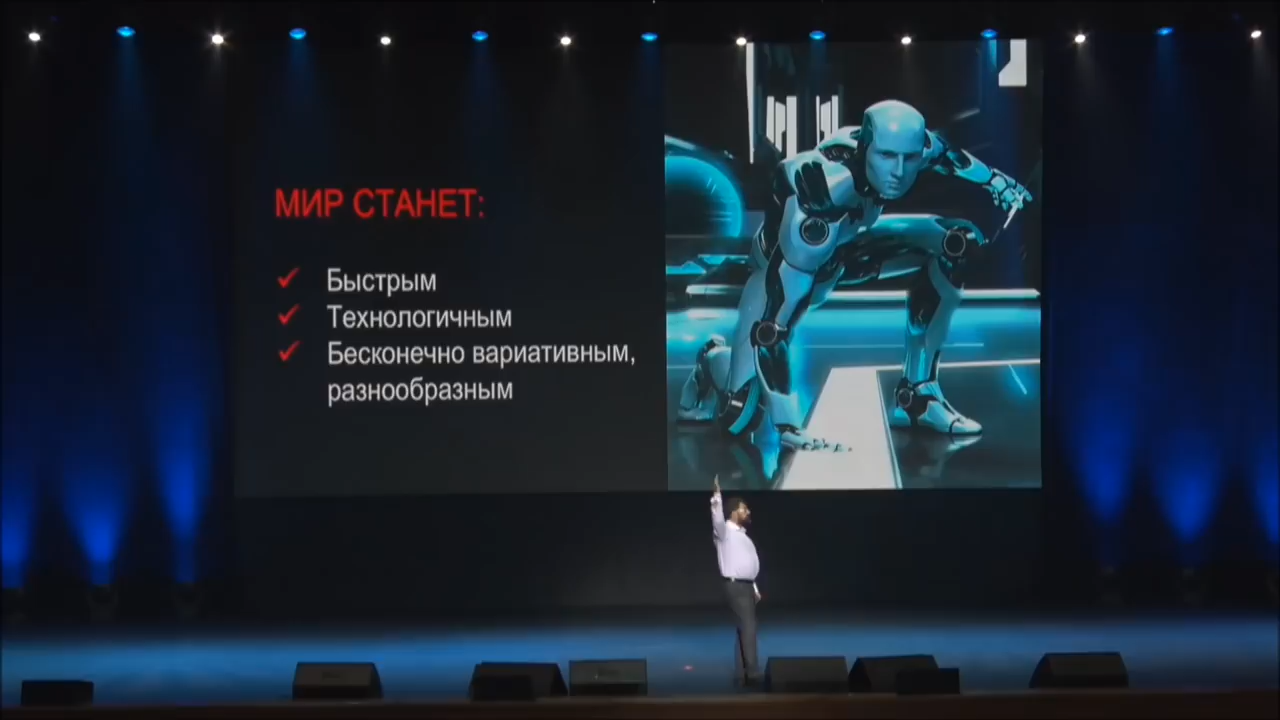 МИР СТАНЕТ:
Быстрым
Технологичным
Бесконечно вариативным,
разнообразным